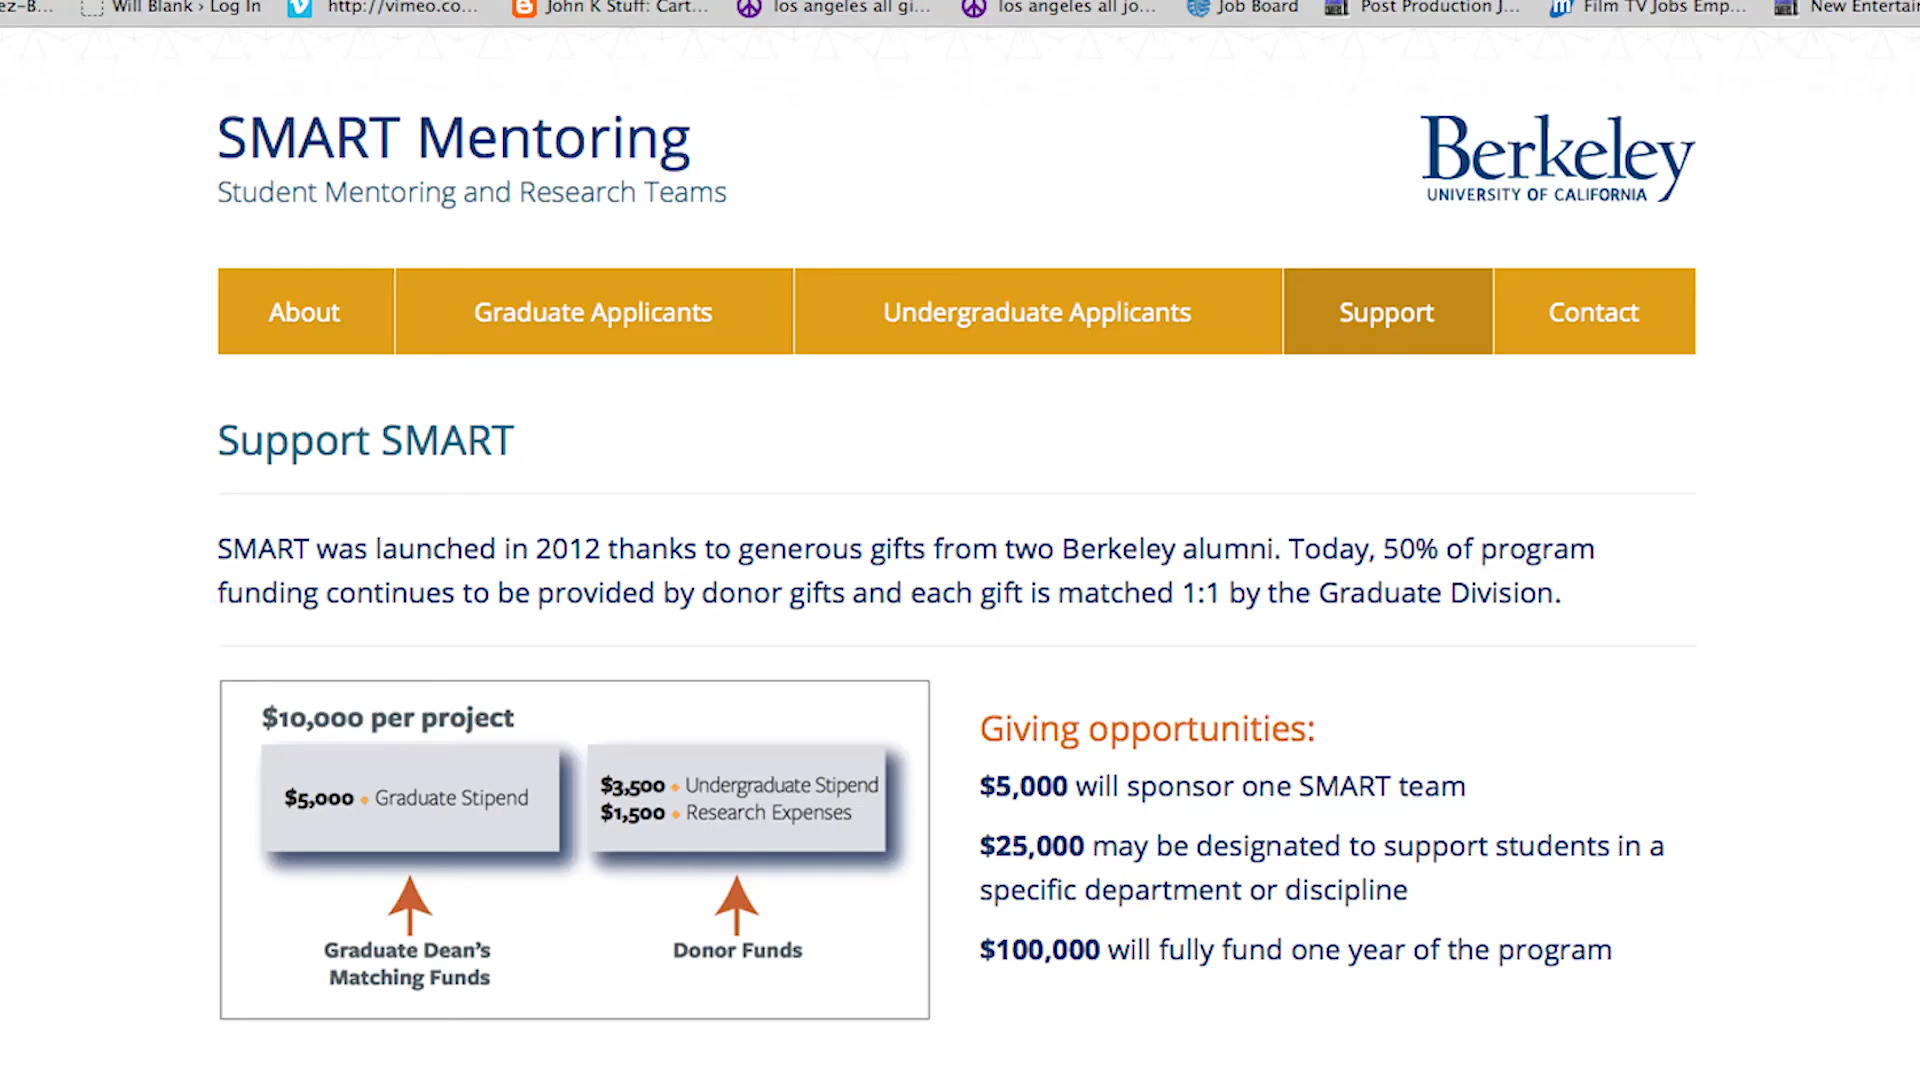 ez-B... Will Blank › Log In http://vimeo.co... John K Stuff: Cart... los angeles all gi... los angeles all jo... Job Board Post Production J... Film TV Jobs Emp... New Entertai
SMART Mentoring
Student Mentoring and Research Teams
Berkeley
UNIVERSITY OF CALIFORNIA
About Graduate Applicants Undergraduate Applicants Support Contact
Support SMART
SMART was launched in 2012 thanks to generous gifts from two Berkeley alumni. Today, 50% of program
funding continues to be provided by donor gifts and each gift is matched 1:1 by the Graduate Division.
$10,000 per project
$5,000 • Graduate Stipend
$3,500 • Undergraduate Stipend
$1,500 • Research Expenses
Graduate Dean's
Matching Funds
Donor Funds
Giving opportunities:
$5,000 will sponsor one SMART team
$25,000 may be designated to support students in a
specific department or discipline
$100,000 will fully fund one year of the program